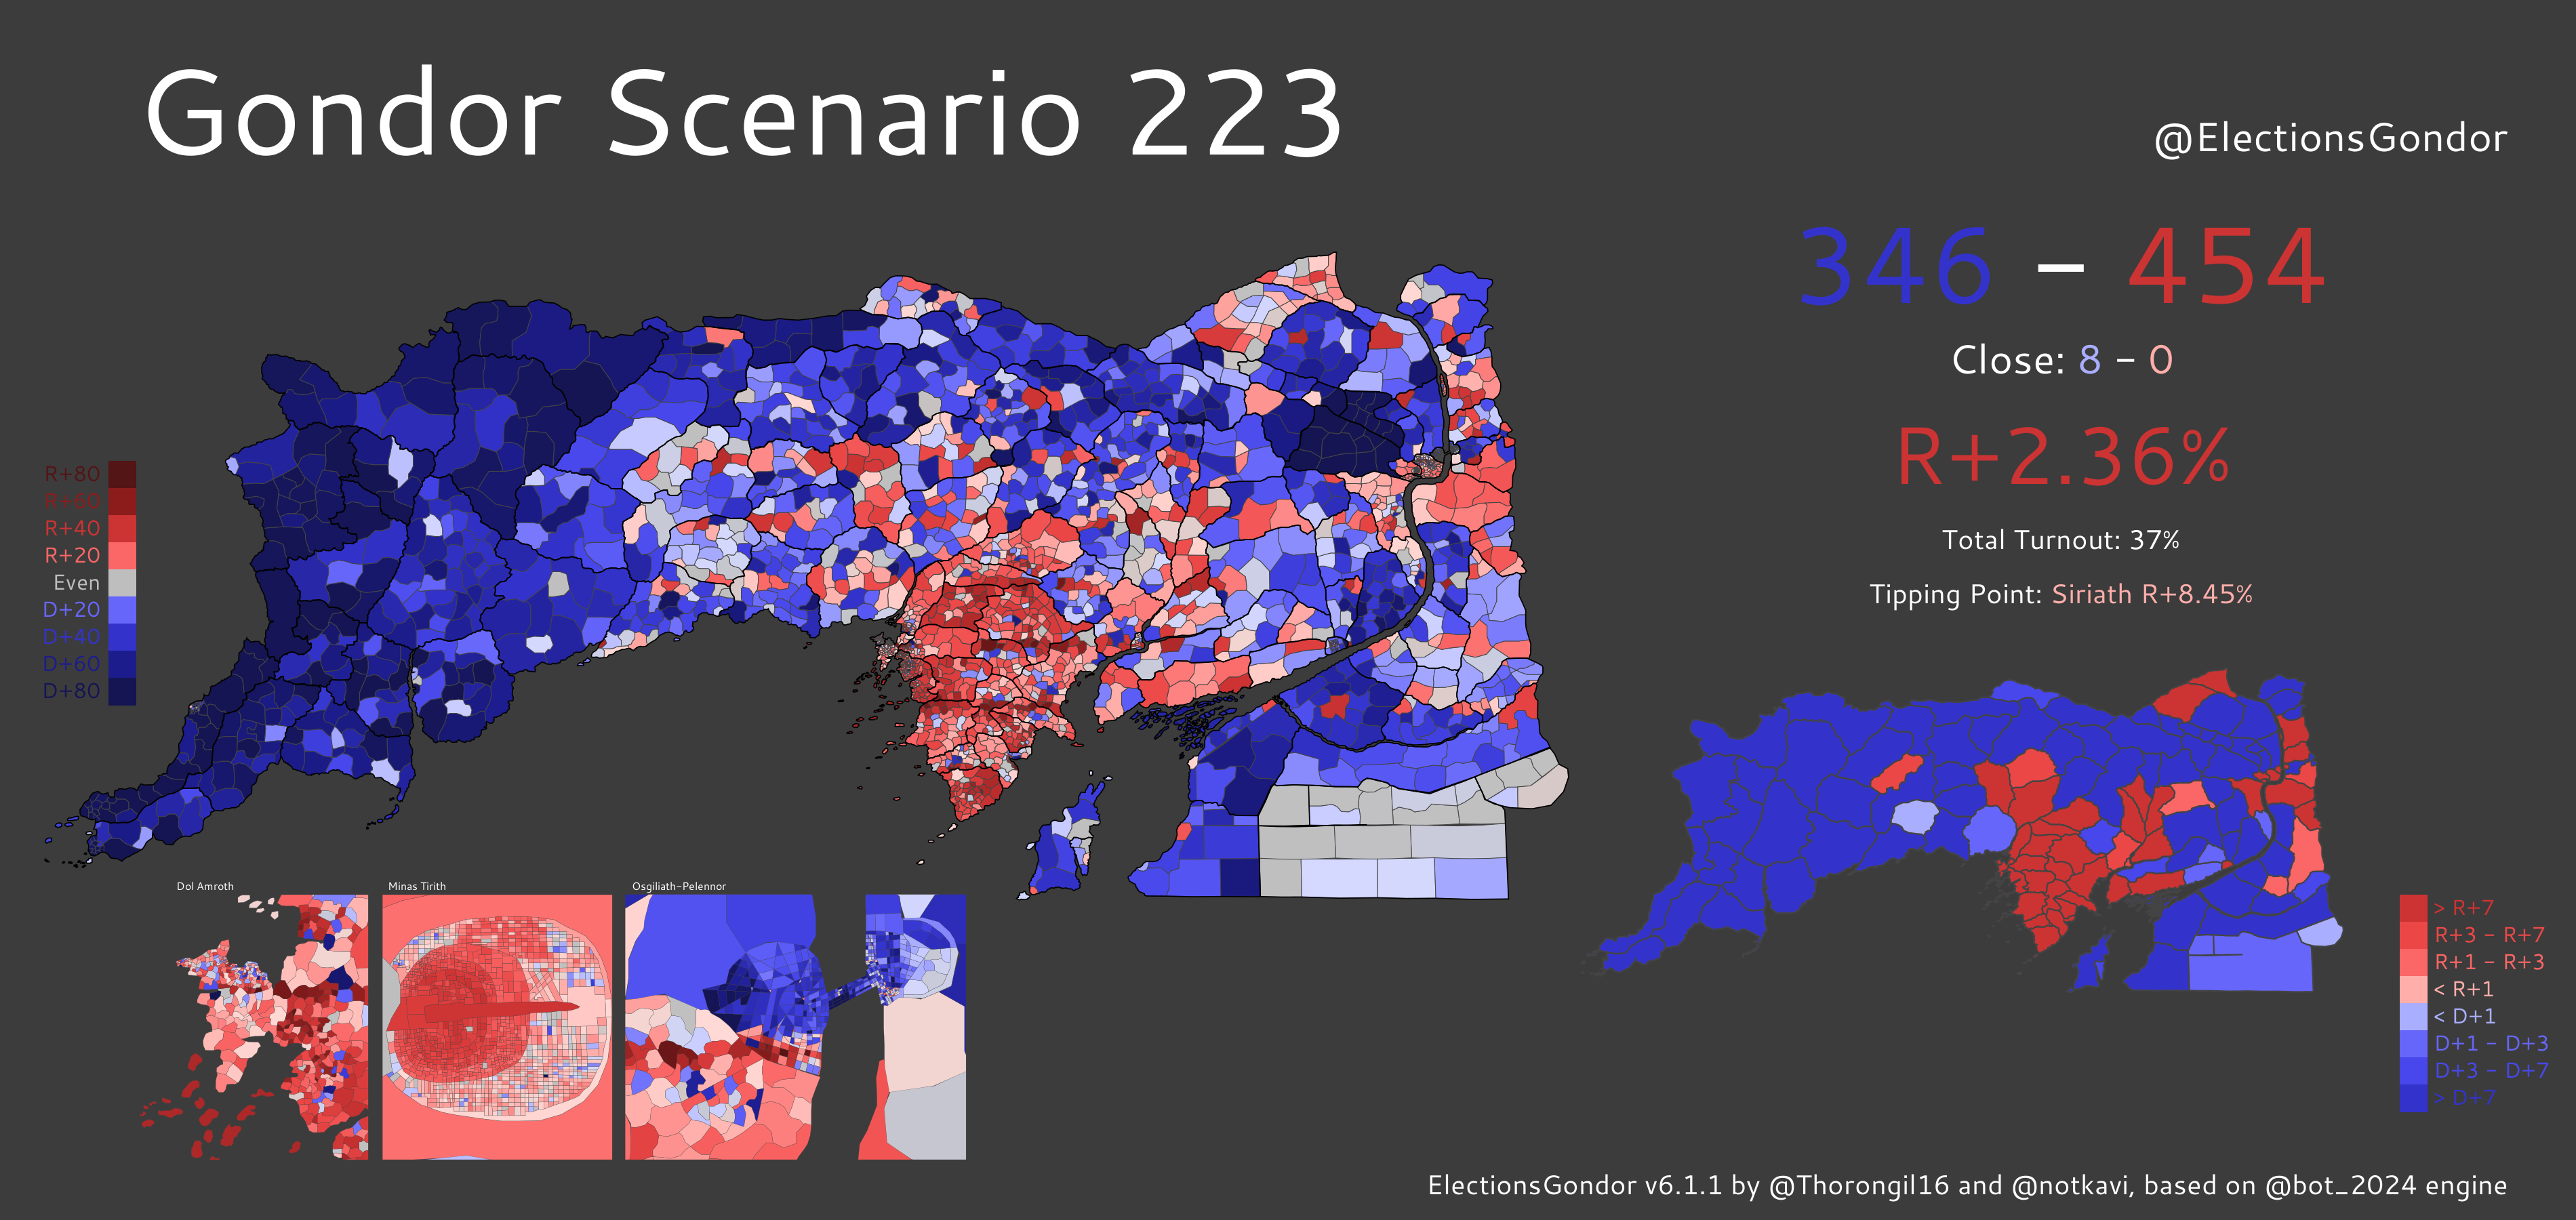 Gondor Scenario 223
@ElectionsGondor
346 – 454
Close: 8 – 0
R+2.36%
Total Turnout: 37%
Tipping Point: Siriath R+8.45%
R+80
R+60
R+40
R+20
Even
D+20
D+40
D+60
D+80
> R+7
R+3 – R+7
R+1 – R+3
< R+1
< D+1
D+1 – D+3
D+3 – D+7
> D+7
Dol Amroth
Minas Tirith
Osgiliath-Pelennor
ElectionsGondor v6.1.1 by @Thorongil16 and @notkavi, based on @bot_2024 engine